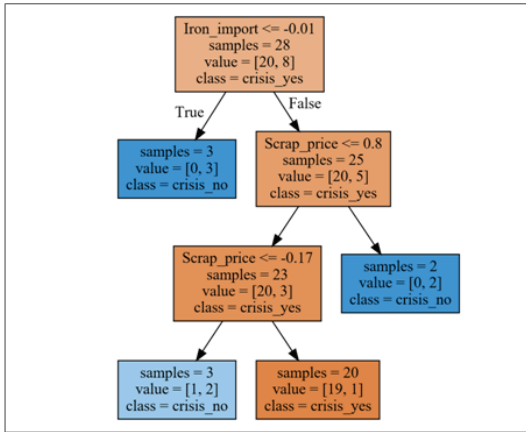 Iron_import <= -0.01
samples = 28
value = [20, 8]
class = crisis_yes
True
False
samples = 3
value = [0, 3]
class = crisis_no
Scrap_price <= 0.8
samples = 25
value = [20, 5]
class = crisis_yes
Scrap_price <= -0.17
samples = 23
value = [20, 3]
class = crisis_yes
samples = 2
value = [0, 2]
class = crisis_no
samples = 3
value = [1, 2]
class = crisis_no
samples = 20
value = [19, 1]
class = crisis_yes